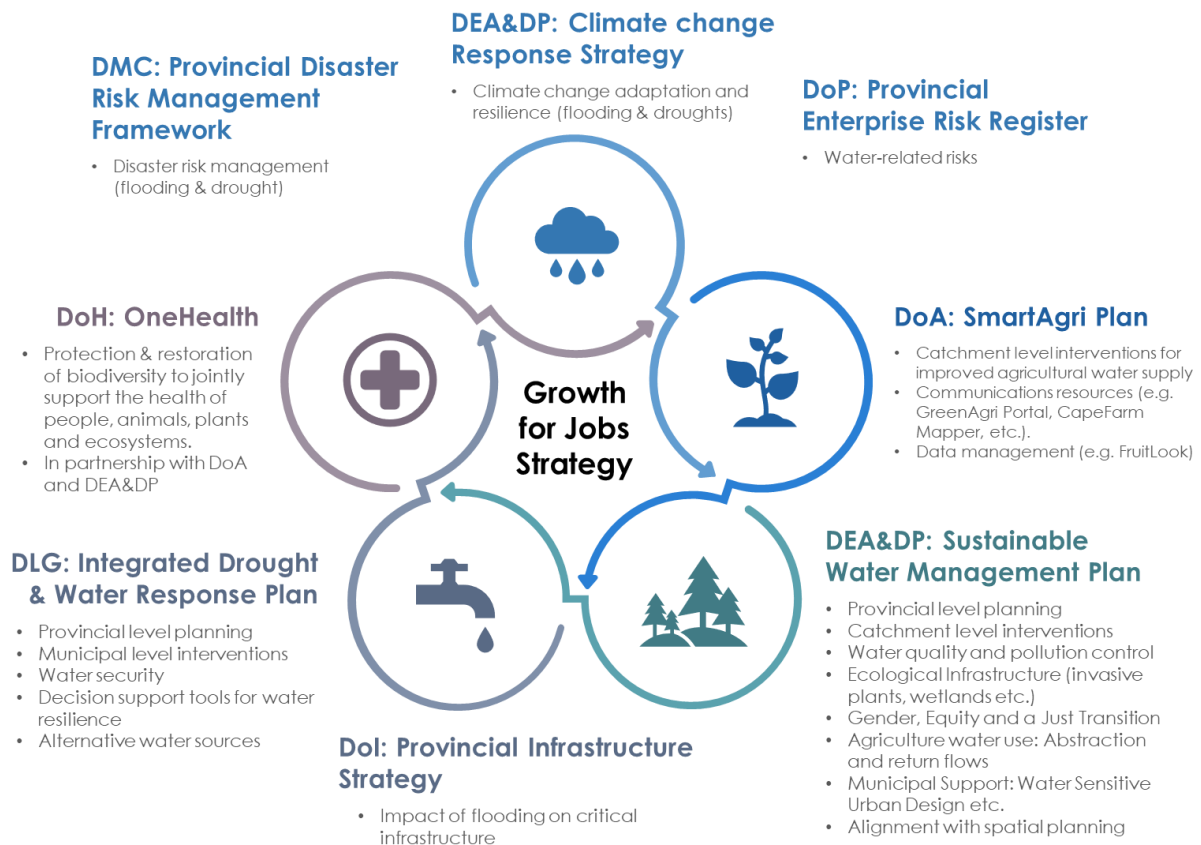 DEA&DP: Climate change
Response Strategy
• Climate change adaptation and
resilience (flooding & droughts)
DMC: Provincial Disaster
Risk Management
Framework
• Disaster risk management
(flooding & drought)
DoP: Provincial
Enterprise Risk Register
• Water-related risks
DoH: OneHealth
• Protection & restoration
of biodiversity to jointly
support the health of
people, animals, plants
and ecosystems.
• In partnership with DoA
and DEA&DP
Growth
for Jobs
Strategy
DoA: SmartAgri Plan
• Catchment level interventions for
improved agricultural water supply
• Communications resources (e.g.
GreenAgri Portal, CapeFarm
Mapper, etc.).
• Data management (e.g. FruitLook)
DLG: Integrated Drought
& Water Response Plan
• Provincial level planning
• Municipal level interventions
• Water security
• Decision support tools for water
resilience
• Alternative water sources
DEA&DP: Sustainable
Water Management Plan
• Provincial level planning
• Catchment level interventions
• Water quality and pollution control
• Ecological Infrastructure (invasive
plants, wetlands etc.)
• Gender, Equity and a Just Transition
• Agriculture water use: Abstraction
and return flows
• Municipal Support: Water Sensitive
Urban Design etc.
• Alignment with spatial planning
DoI: Provincial Infrastructure
Strategy
• Impact of flooding on critical
infrastructure